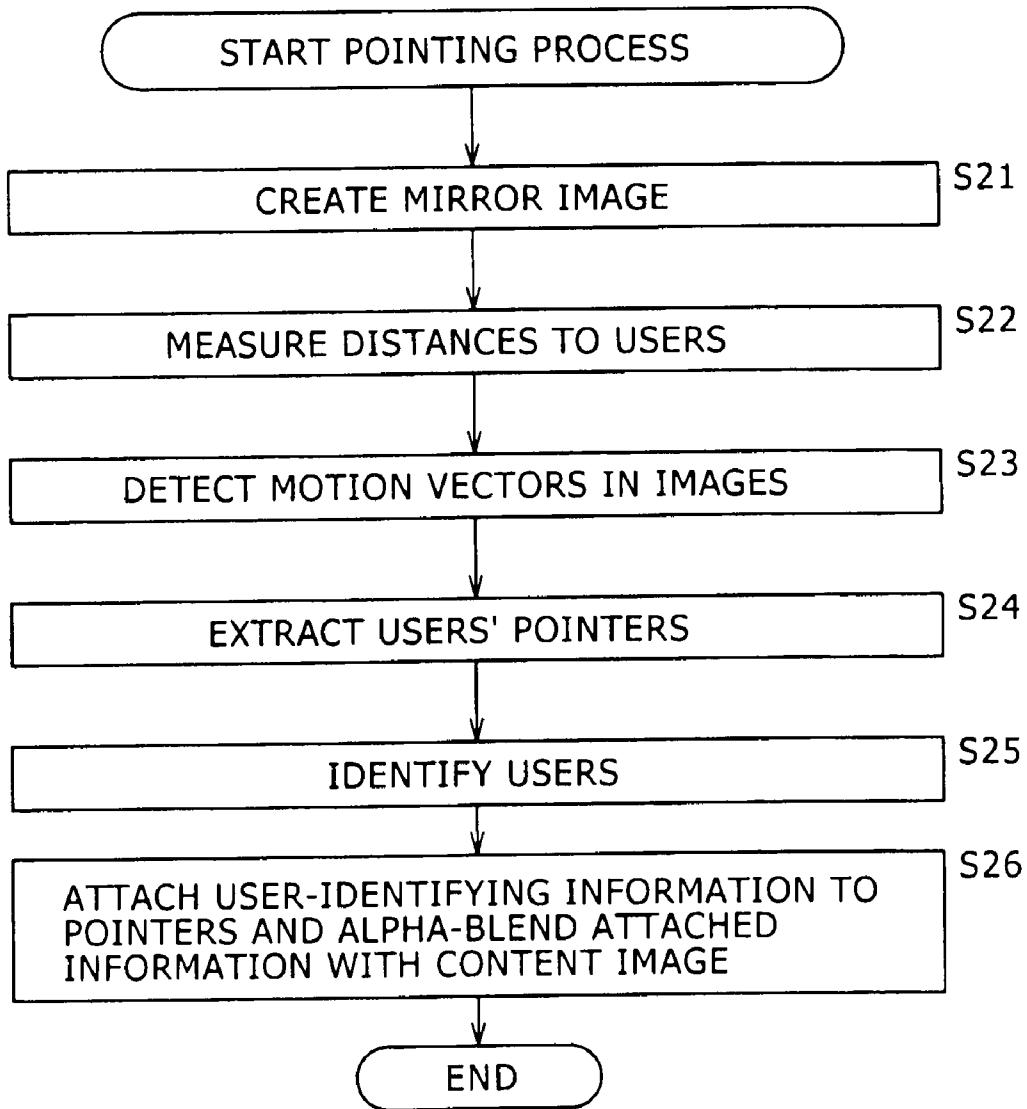 START POINTING PROCESS
CREATE MIRROR IMAGE
S21
MEASURE DISTANCES TO USERS
S22
DETECT MOTION VECTORS IN IMAGES
S23
EXTRACT USERS' POINTERS
S24
IDENTIFY USERS
S25
ATTACH USER-IDENTIFYING INFORMATION TO
POINTERS AND ALPHA-BLEND ATTACHED
INFORMATION WITH CONTENT IMAGE
S26
END